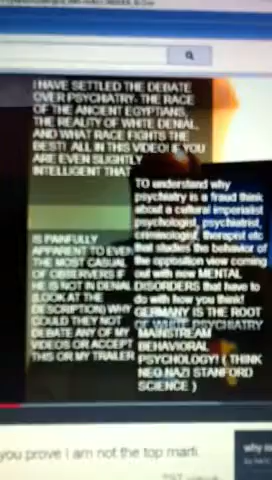 I HAVE SETTLED THE DEBATE
OVER PSYCHIATRY- THE RACE
OF THE ANCIENT EGYPTIANS,
THE REALITY OF WHITE DENIAL,
AND WHAT RACE FIGHTS THE
BEST! ALL IN THIS VIDEO! IF YOU
ARE EVEN SLIGHTLY
INTELLIGENT THAT
IS PAINFULLY
APPARENT TO EVEN
THE MOST CASUAL
OF OBSERVERS IF
HE IS NOT IN DENIAL
(LOOK AT THE
DESCRIPTION) WHY
COULD THEY NOT
DEBATE ANY OF MY
VIDEOS OR ACCEPT
THIS OR MY TRAILER
TO understand why
psychiatry is a fraud think
about a cultural imperialist
psychologist, psychiatrist,
criminologist, therapist etc
that studies the behavior of
the opposition view coming
out with new MENTAL
DISORDERS that have to
do with how you think!
GERMANY IS THE ROOT
OF WHITE PSYCHIATRY
MAINSTREAM
BEHAVIORAL
PSYCHOLOGY! ( THINK
NEO NAZI STANFORD
SCIENCE )
you prove I am not the top
why